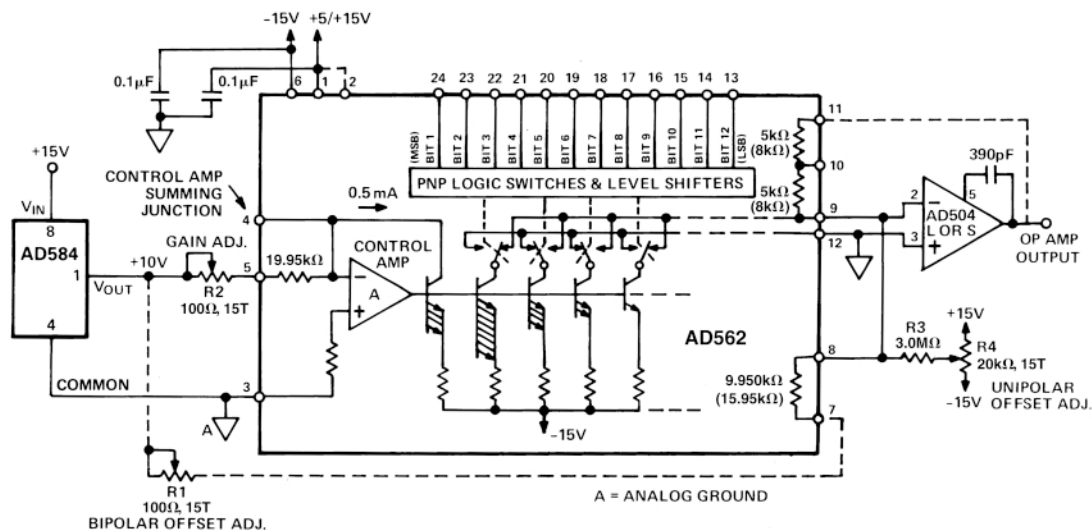 -15V +5/+15V
0.1μF 0.1μF
6 1 2
24 23 22 21 20 19 18 17 16 15 14 13
(MSB) BIT 1 BIT 2 BIT 3 BIT 4 BIT 5 BIT 6 BIT 7 BIT 8 BIT 9 BIT 10 BIT 11 BIT 12 (LSB)
PNP LOGIC SWITCHES & LEVEL SHIFTERS
11
5kΩ
(8kΩ)
10
5kΩ
(8kΩ)
9
12
390pF
5
2
−
AD504
L OR S
3
+
OP AMP
OUTPUT
+15V
VIN
8
AD584
1
VOUT
4
+10V
CONTROL AMP
SUMMING
JUNCTION
4
0.5 mA
GAIN ADJ.
R2
100Ω, 15T
5
19.95kΩ
CONTROL
AMP
−
A
+
AD562
COMMON
3
A
-15V
8
9.950kΩ
(15.95kΩ)
7
R3
3.0MΩ
+15V
R4
20kΩ, 15T
-15V
UNIPOLAR
OFFSET ADJ.
R1
100Ω, 15T
BIPOLAR OFFSET ADJ.
A = ANALOG GROUND